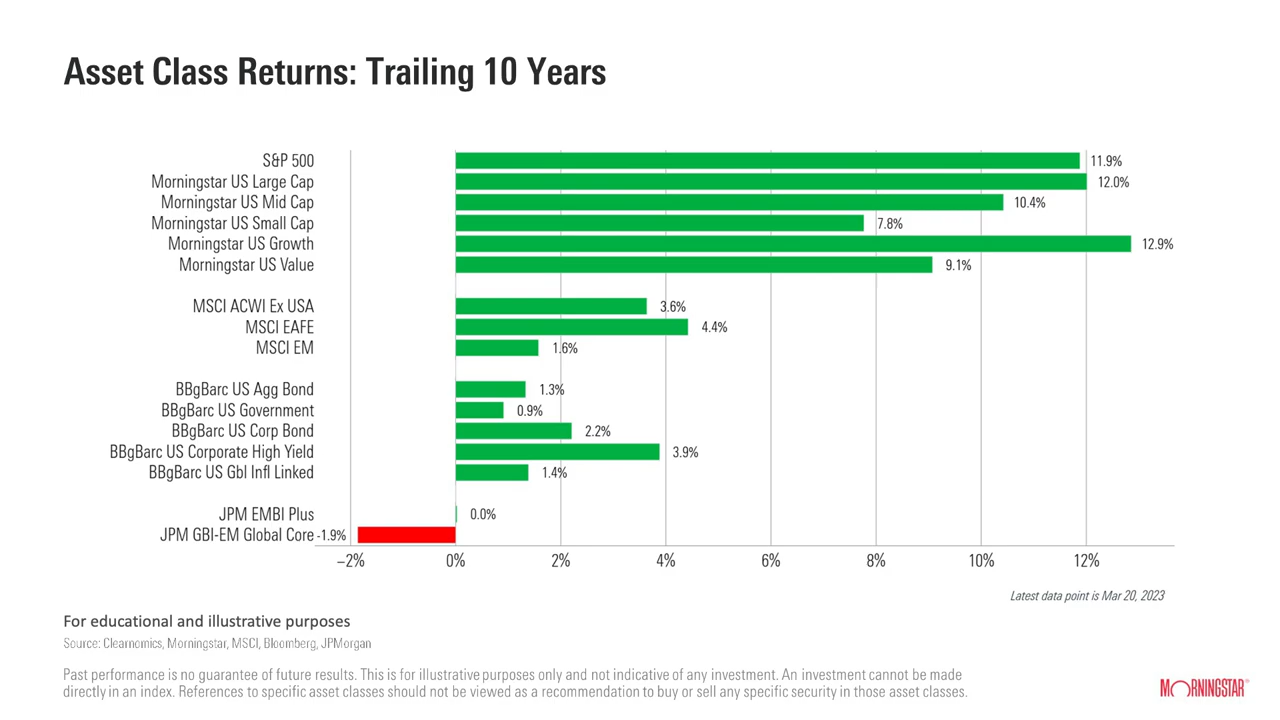 Asset Class Returns: Trailing 10 Years
S&P 500 11.9%
Morningstar US Large Cap 12.0%
Morningstar US Mid Cap 10.4%
Morningstar US Small Cap 7.8%
Morningstar US Growth 12.9%
Morningstar US Value 9.1%
MSCI ACWI Ex USA 3.6%
MSCI EAFE 4.4%
MSCI EM 1.6%
BBgBarc US Agg Bond 1.3%
BBgBarc US Government 0.9%
BBgBarc US Corp Bond 2.2%
BBgBarc US Corporate High Yield 3.9%
BBgBarc US Gbl Infl Linked 1.4%
JPM EMBI Plus 0.0%
JPM GBI-EM Global Core -1.9%
−2% 0% 2% 4% 6% 8% 10% 12%
Latest data point is Mar 20, 2023
For educational and illustrative purposes
Source: Clearnomics, Morningstar, MSCI, Bloomberg, JPMorgan
Past performance is no guarantee of future results. This is for illustrative purposes only and not indicative of any investment. An investment cannot be made
directly in an index. References to specific asset classes should not be viewed as a recommendation to buy or sell any specific security in those asset classes.
MORNINGSTAR